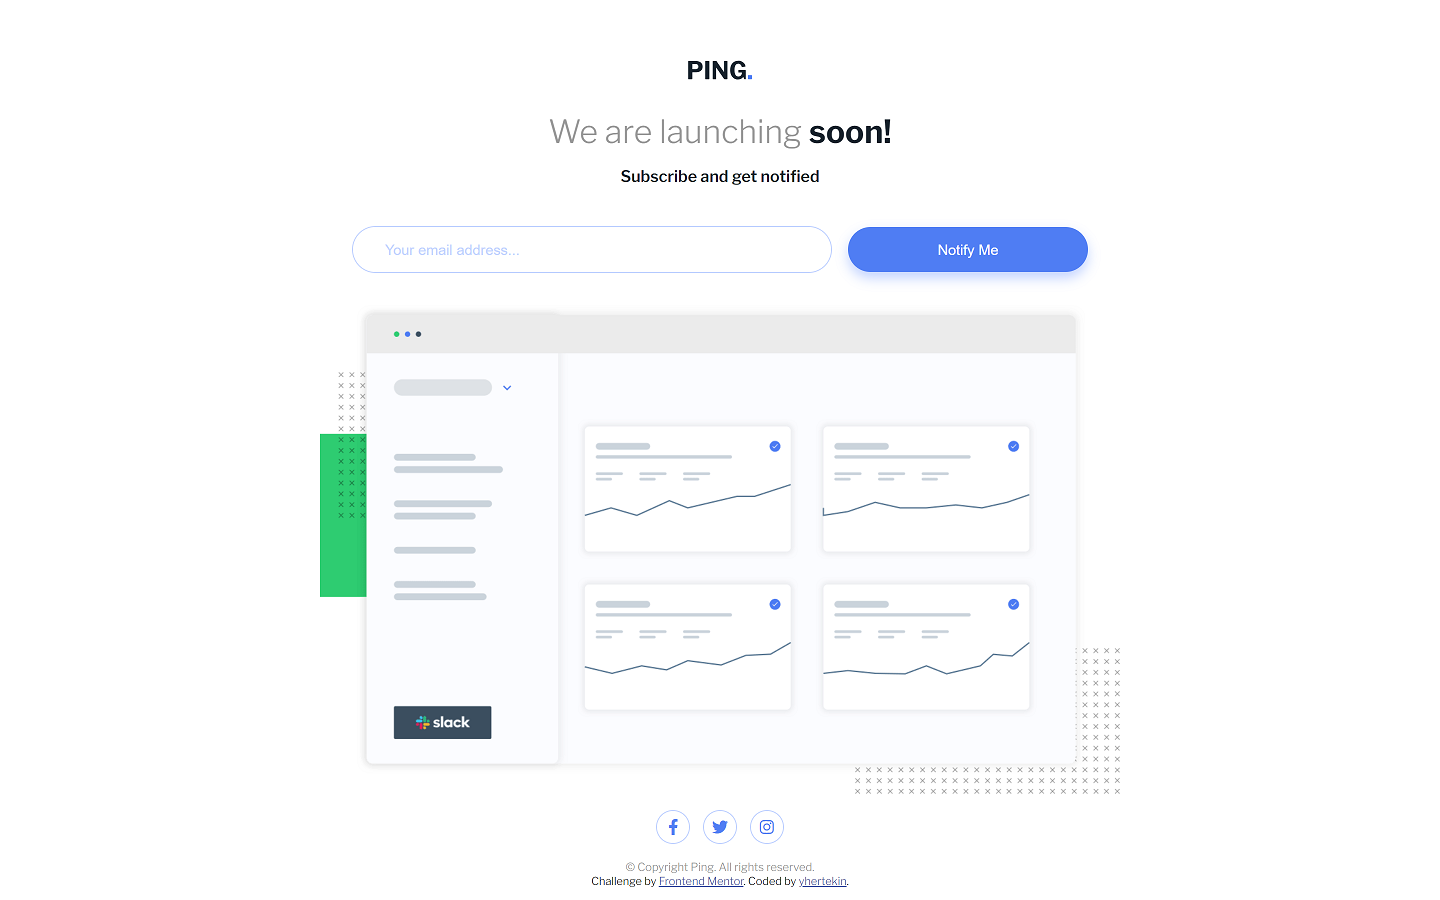 PING.
We are launching soon!
Subscribe and get notified
Your email address...
Notify Me
slack
© Copyright Ping. All rights reserved.
Challenge by Frontend Mentor. Coded by yhertekin.